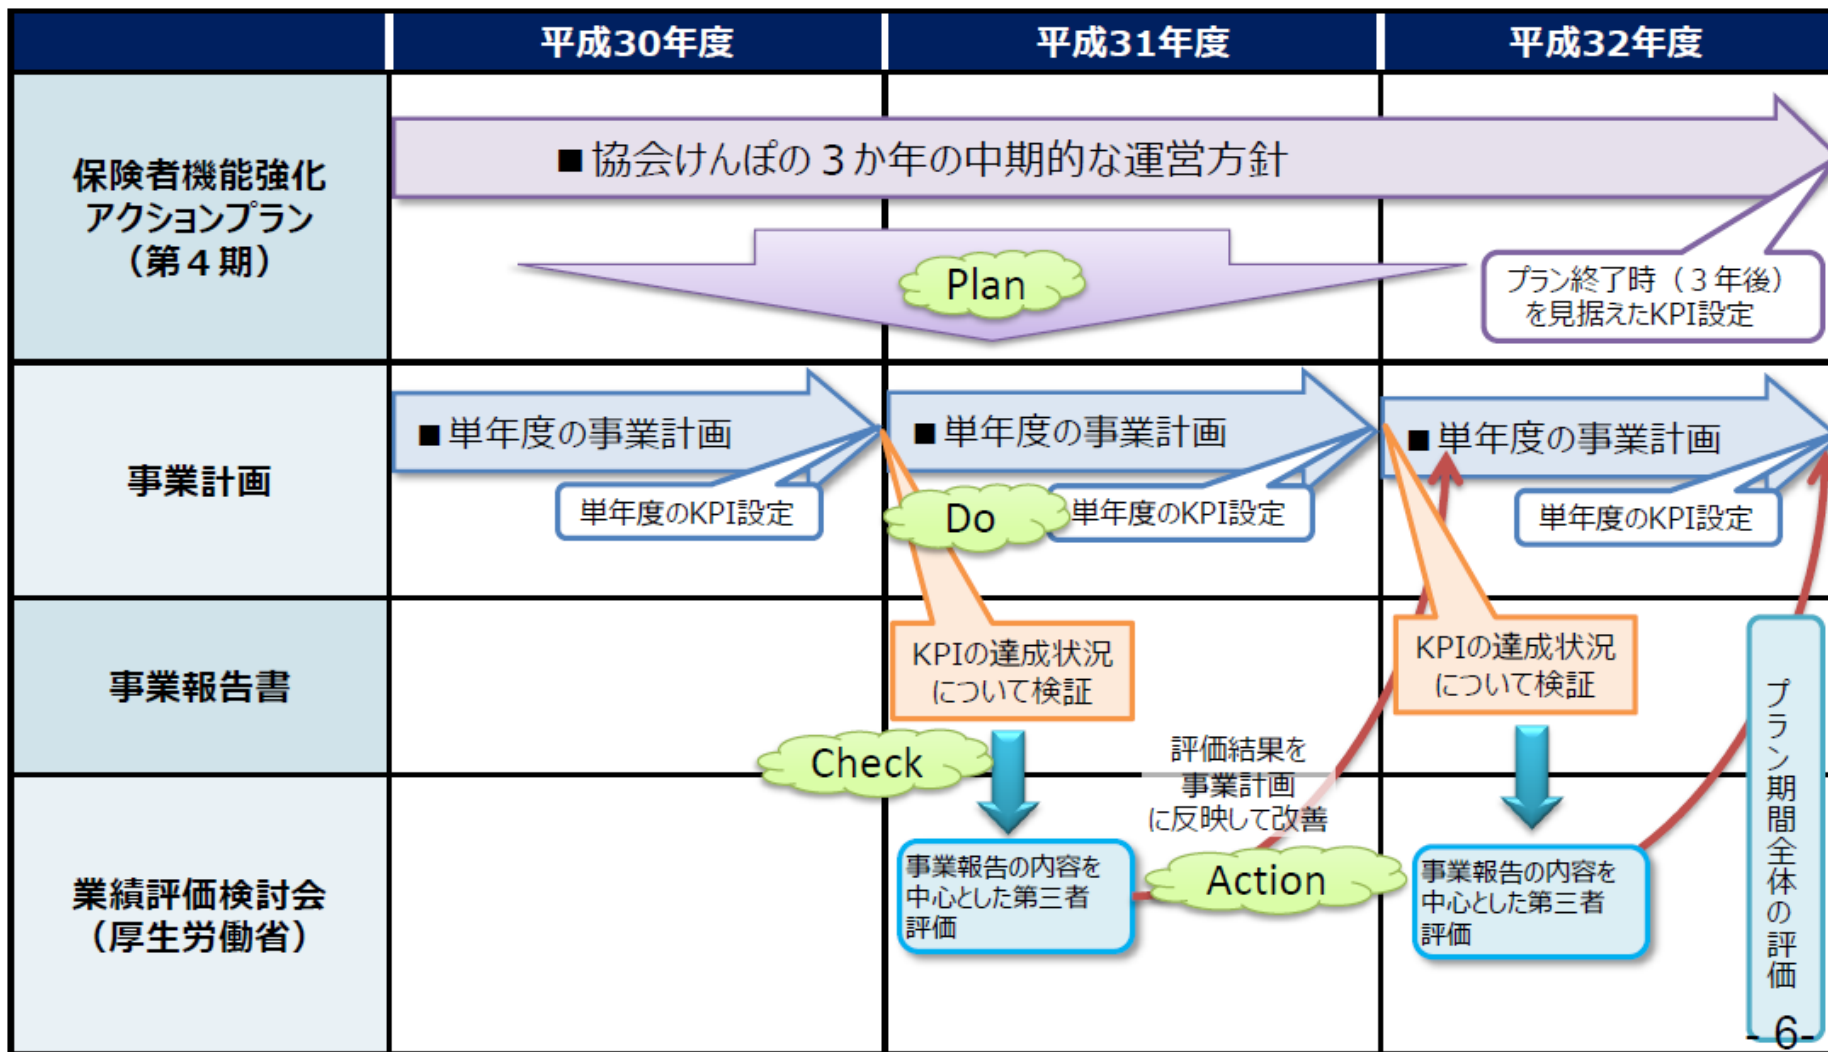 平成30年度
平成31年度
平成32年度
保険者機能強化
アクションプラン
（第４期）
■ 協会けんぽの３か年の中期的な運営方針
Plan
プラン終了時（３年後）
を見据えたKPI設定
事業計画
■ 単年度の事業計画
単年度のKPI設定
■ 単年度の事業計画
Do
単年度のKPI設定
■ 単年度の事業計画
単年度のKPI設定
事業報告書
KPIの達成状況
について検証
KPIの達成状況
について検証
Check
評価結果を
事業計画
に反映して改善
プラン期間全体の評価
業績評価検討会
（厚生労働省）
事業報告の内容を
中心とした第三者
評価
Action
事業報告の内容を
中心とした第三者
評価
- 6-